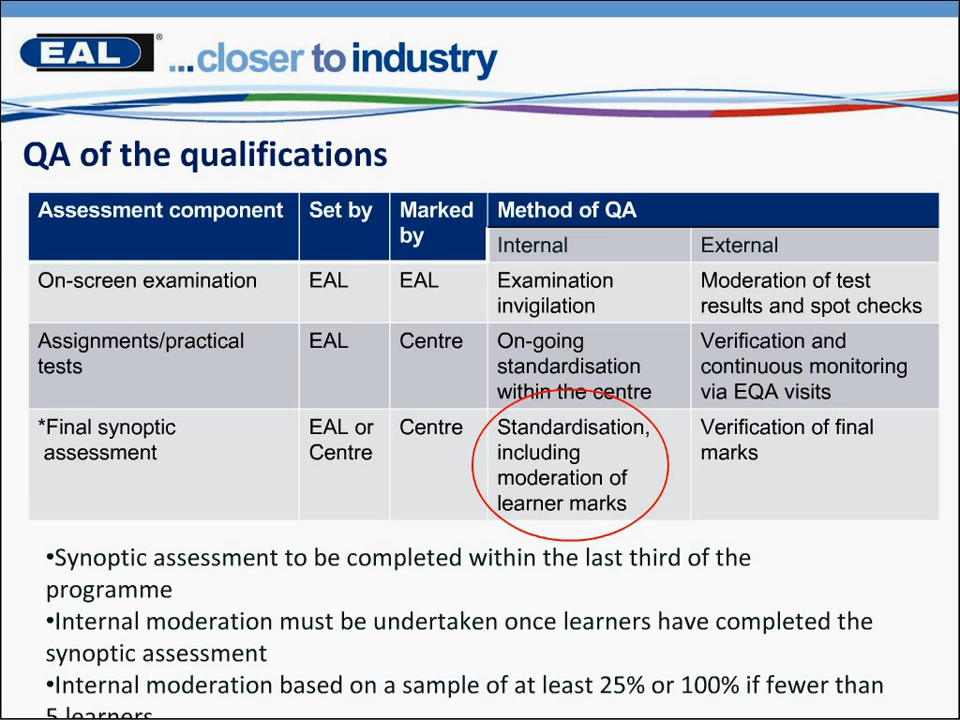 EAL® ...closer to industry
QA of the qualifications
Assessment component Set by Marked by Method of QA
Internal External
On-screen examination EAL EAL Examination invigilation Moderation of test results and spot checks
Assignments/practical tests EAL Centre On-going standardisation within the centre Verification and continuous monitoring via EQA visits
*Final synoptic assessment EAL or Centre Centre Standardisation, including moderation of learner marks Verification of final marks
•Synoptic assessment to be completed within the last third of the
programme
•Internal moderation must be undertaken once learners have completed the
synoptic assessment
•Internal moderation based on a sample of at least 25% or 100% if fewer than
5 learners